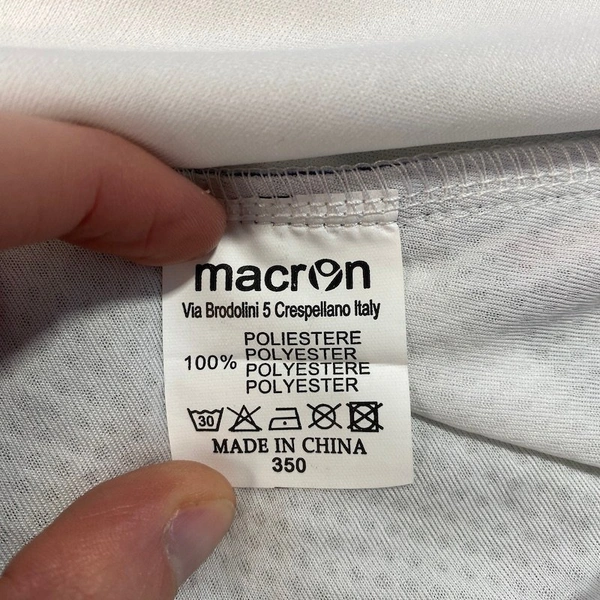 macron
Via Brodolini 5 Crespellano Italy
POLIESTERE
100% POLYESTER
POLYESTERE
POLYESTER
30
MADE IN CHINA
350